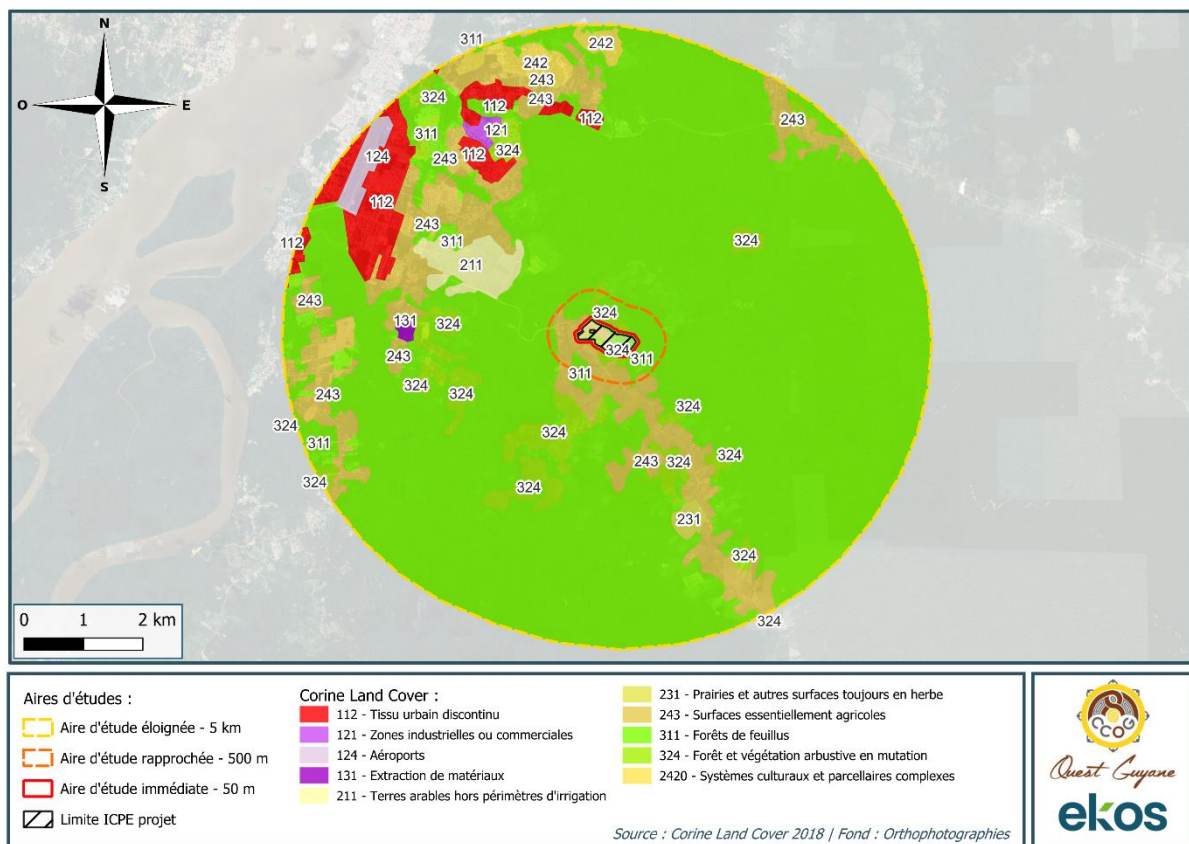 N
O
E
S
311
242
242
243
324
243
112
112
243
121
311
124
324
243
112
112
243
311
112
324
211
243
131
324
324
243
324
311
311
324
324
243
324
324
324
311
324
243
324
324
324
231
324
324
0 1 2 km
Aires d'études :
Aire d'étude éloignée - 5 km
Aire d'étude rapprochée - 500 m
Aire d'étude immédiate - 50 m
Limite ICPE projet
Corine Land Cover :
112 - Tissu urbain discontinu
121 - Zones industrielles ou commerciales
124 - Aéroports
131 - Extraction de matériaux
211 - Terres arables hors périmètres d'irrigation
231 - Prairies et autres surfaces toujours en herbe
243 - Surfaces essentiellement agricoles
311 - Forêts de feuillus
324 - Forêt et végétation arbustive en mutation
2420 - Systèmes culturaux et parcellaires complexes
Source : Corine Land Cover 2018 | Fond : Orthophotographies
CCOG
Ouest Guyane
ekos